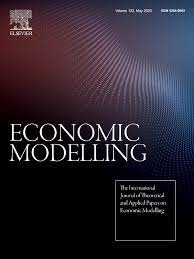 Volume 122, May 2023
ISSN 0264-9993
ELSEVIER
ECONOMIC
MODELLING
The International
Journal of Theoretical
and Applied Papers on
Economic Modelling